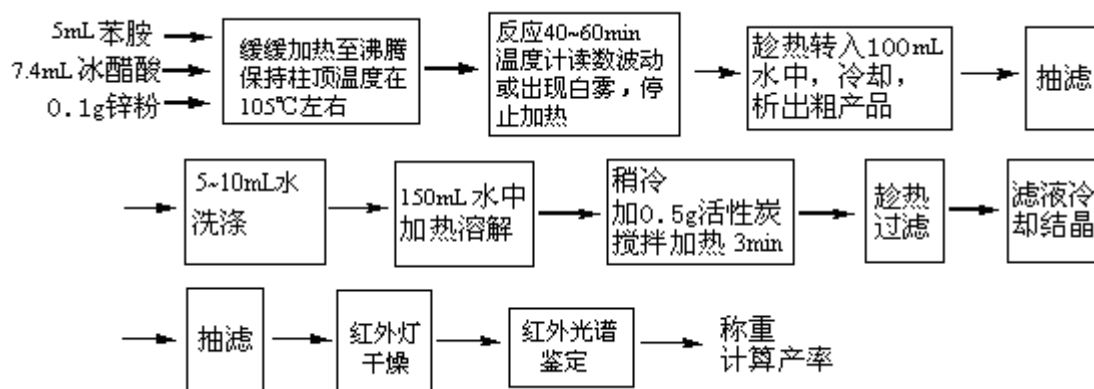 5mL苯胺
7.4mL冰醋酸
0.1g锌粉
缓缓加热至沸腾
保持柱顶温度在
105℃左右
反应40~60min
温度计读数波动
或出现白雾，停
止加热
趁热转入100mL
水中，冷却，
析出粗产品
抽滤
5~10mL水
洗涤
150mL水中
加热溶解
稍冷
加0.5g活性炭
搅拌加热 3min
趁热
过滤
滤液冷
却结晶
抽滤
红外灯
干燥
红外光谱
鉴定
称重
计算产率